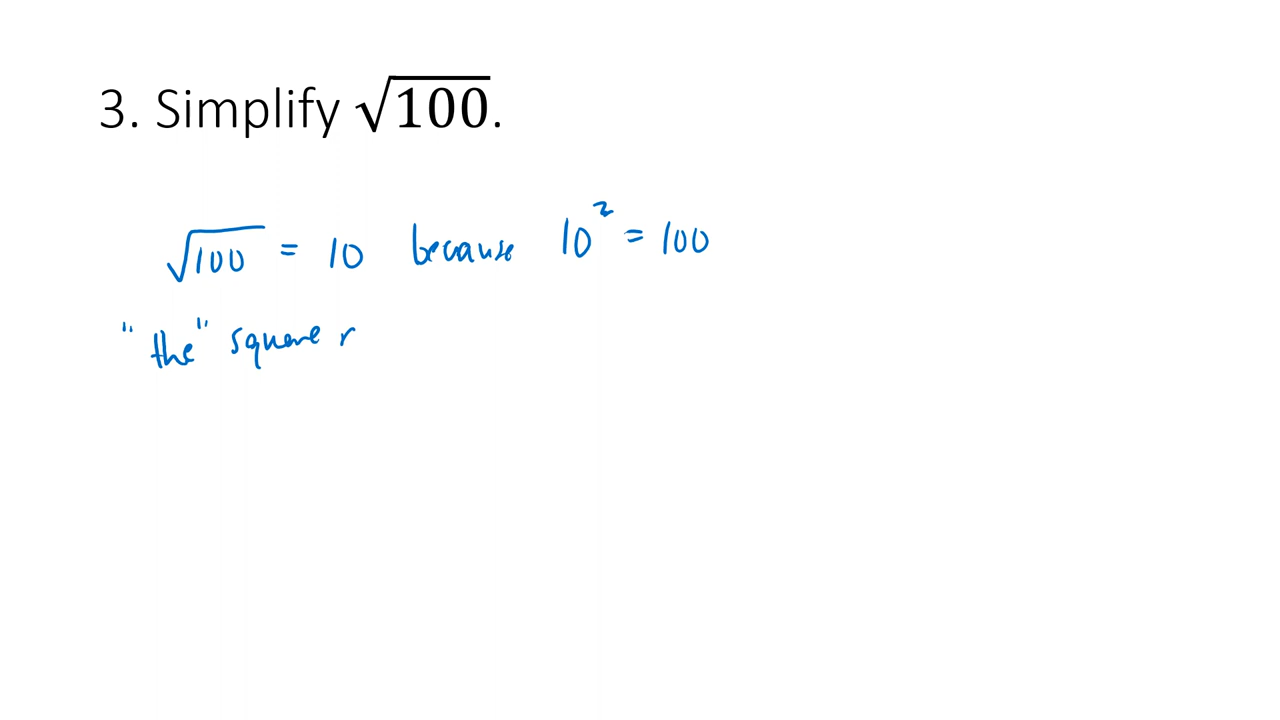 3. Simplify √100.
√100 = 10 because 10² = 100
"the" square r